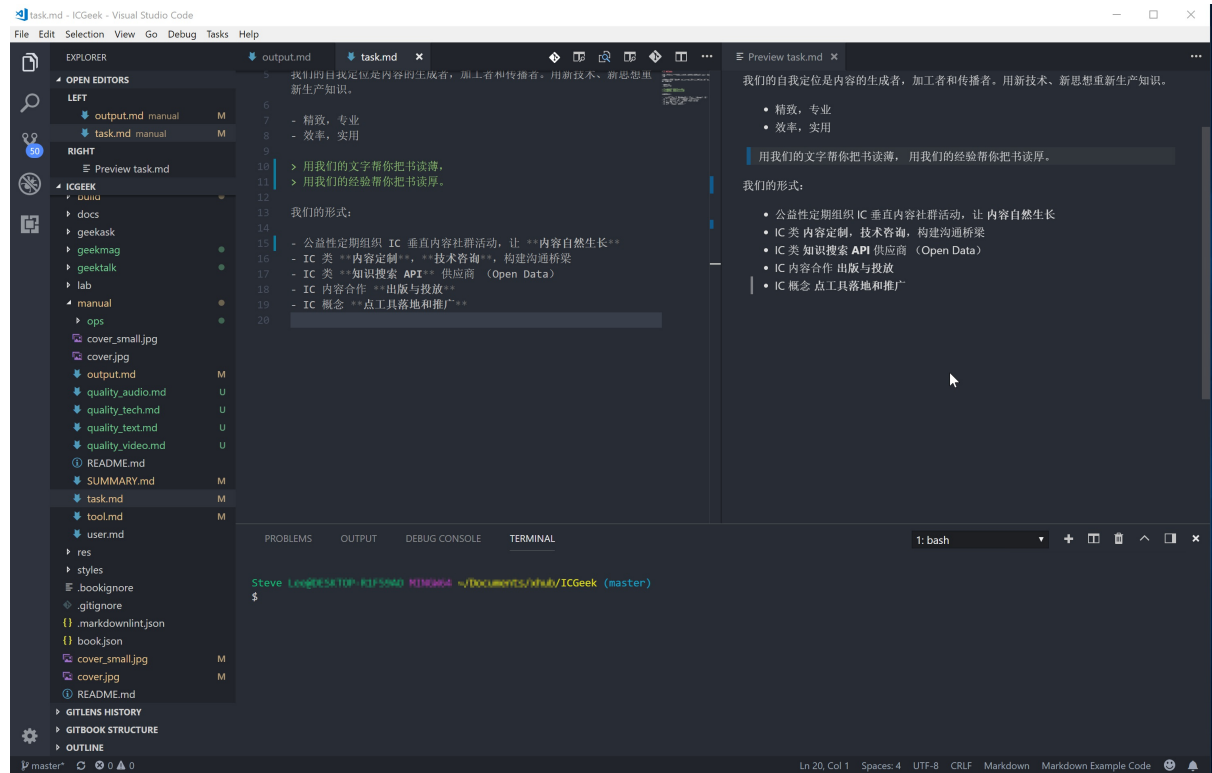 task.md - ICGeek - Visual Studio Code
File Edit Selection View Go Debug Tasks Help
EXPLORER
OPEN EDITORS
LEFT
output.md manual M
task.md manual M
RIGHT
Preview task.md
ICGEEK
build
docs
geekask
geekmag
geektalk
lab
manual
ops
cover_small.jpg
cover.jpg
output.md M
quality_audio.md U
quality_tech.md U
quality_text.md U
quality_video.md U
README.md
SUMMARY.md M
task.md M
tool.md M
user.md
res
styles
.bookignore
.gitignore
.markdownlint.json
book.json
cover_small.jpg M
cover.jpg M
README.md
GITLENS HISTORY
GITBOOK STRUCTURE
OUTLINE
50
output.md
task.md
5 我们的自我定位是内容的生成者，加工者和传播者。用新技术、新思想重
新生产知识。
6
7 - 精致，专业
8 - 效率，实用
9
10 > 用我们的文字帮你把书读薄，
11 > 用我们的经验帮你把书读厚。
12
13 我们的形式：
14
15 - 公益性定期组织 IC 垂直内容社群活动，让 **内容自然生长**
16 - IC 类 **内容定制**，**技术咨询**，构建沟通桥梁
17 - IC 类 **知识搜索 API** 供应商 （Open Data）
18 - IC 内容合作 **出版与投放**
19 - IC 概念 **点工具落地和推广**
20
Preview task.md
我们的自我定位是内容的生成者，加工者和传播者。用新技术、新思想重新生产知识。
• 精致，专业
• 效率，实用
用我们的文字帮你把书读薄， 用我们的经验帮你把书读厚。
我们的形式：
• 公益性定期组织 IC 垂直内容社群活动，让 内容自然生长
• IC 类 内容定制，技术咨询，构建沟通桥梁
• IC 类 知识搜索 API 供应商 （Open Data）
• IC 内容合作 出版与投放
• IC 概念 点工具落地和推广
PROBLEMS OUTPUT DEBUG CONSOLE TERMINAL
1: bash
Steve /ICGeek (master)
$
master* 0 0
Ln 20, Col 1 Spaces: 4 UTF-8 CRLF Markdown Markdown Example Code